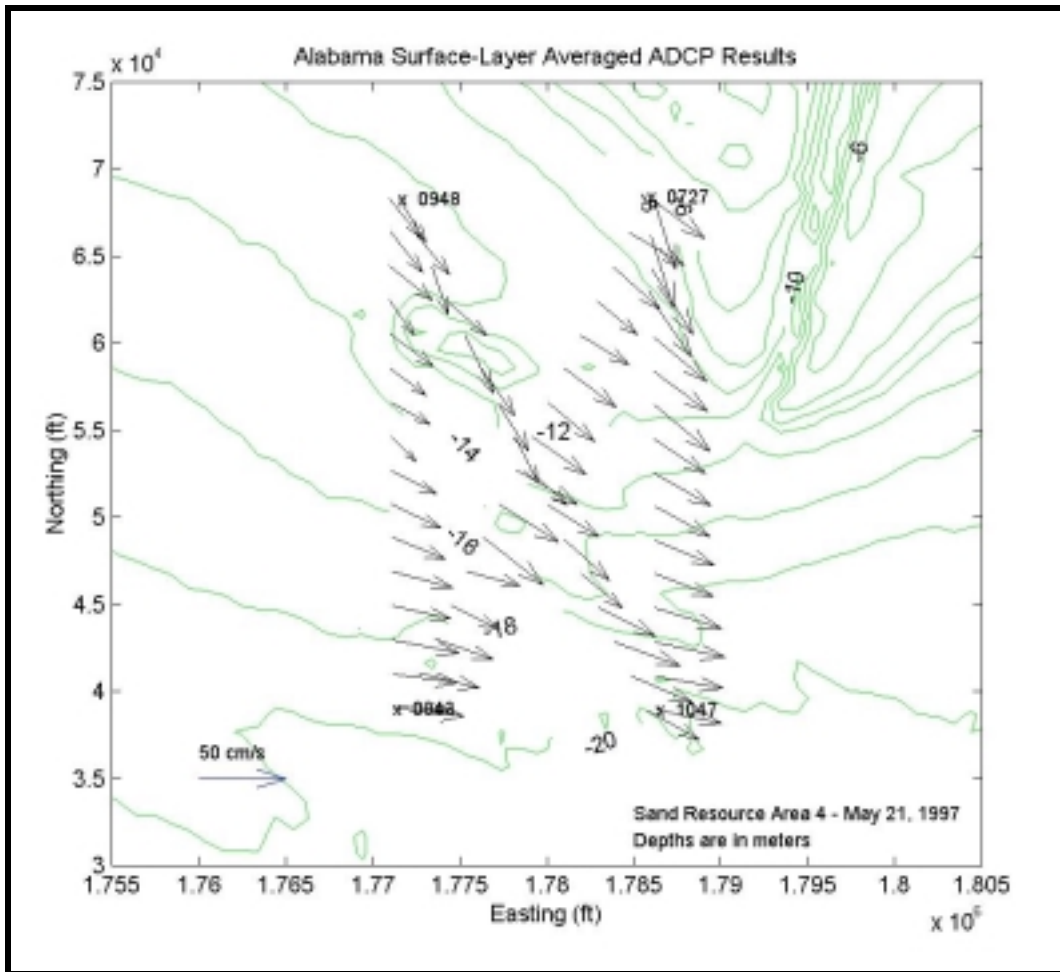 Alabama Surface-Layer Averaged ADCP Results
x 10⁴
7.5
7
6.5
6
5.5
5
4.5
4
3.5
3
Northing (ft)
x 0948
0727
-6
-10
-12
-14
-16
18
x 1047
-20
50 cm/s
Sand Resource Area 4 - May 21, 1997
Depths are in meters
1.755 1.76 1.765 1.77 1.775 1.78 1.785 1.79 1.795 1.8 1.805
Easting (ft)
x 10⁶